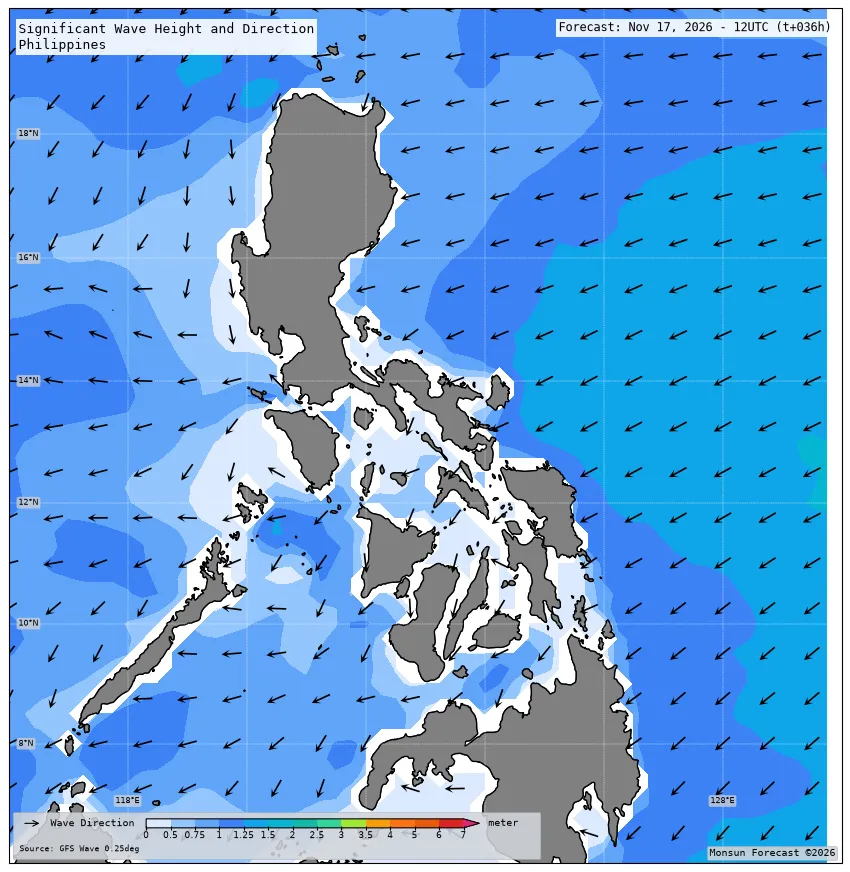 Significant Wave Height and Direction
Philippines
Forecast: Nov 17, 2026 - 12UTC (t+036h)
18°N
16°N
14°N
12°N
10°N
8°N
118°E
128°E
Wave Direction
0 0.5 0.75 1 1.25 1.5 2 2.5 3 3.5 4 5 6 7
meter
Source: GFS Wave 0.25deg
Monsun Forecast ©2026